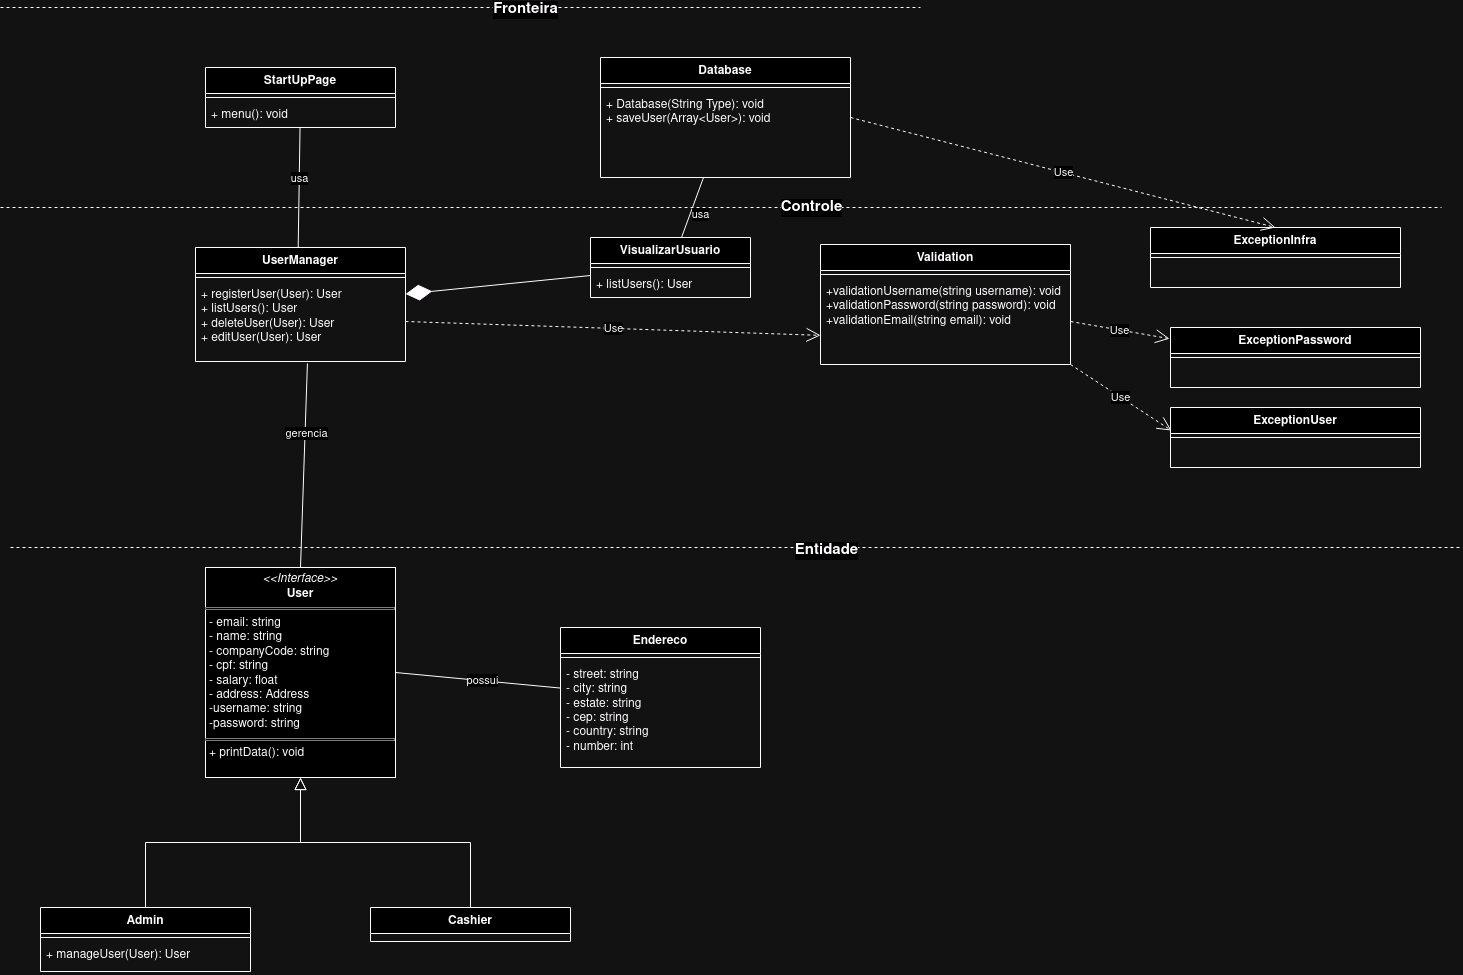 Fronteira
StartUpPage
+ menu(): void
Database
+ Database(String Type): void
+ saveUser(Array<User>): void
Use
usa
Controle
usa
UserManager
+ registerUser(User): User
+ listUsers(): User
+ deleteUser(User): User
+ editUser(User): User
VisualizarUsuario
+ listUsers(): User
Use
Validation
+validationUsername(string username): void
+validationPassword(string password): void
+validationEmail(string email): void
ExceptionInfra
Use
ExceptionPassword
Use
ExceptionUser
gerencia
Entidade
<<Interface>>
User
- email: string
- name: string
- companyCode: string
- cpf: string
- salary: float
- address: Address
-username: string
-password: string
+ printData(): void
possui
Endereco
- street: string
- city: string
- estate: string
- cep: string
- country: string
- number: int
Admin
+ manageUser(User): User
Cashier